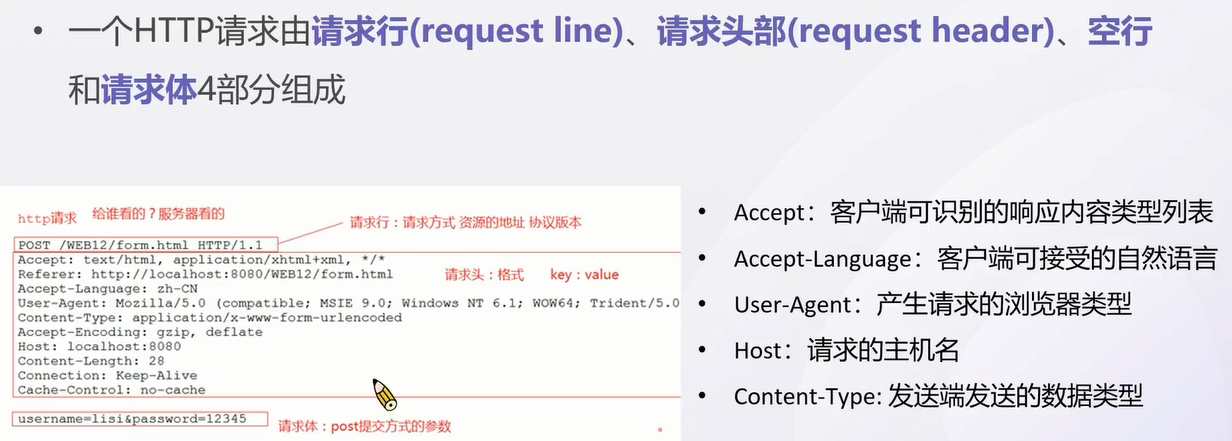 • 一个HTTP请求由请求行(request line)、请求头部(request header)、空行
和请求体4部分组成
http请求 给谁看的？服务器看的
请求行：请求方式 资源的地址 协议版本
POST /WEB12/form.html HTTP/1.1
Accept: text/html, application/xhtml+xml, */*
Referer: http://localhost:8080/WEB12/form.html
请求头：格式 key：value
Accept-Language: zh-CN
User-Agent: Mozilla/5.0 (compatible; MSIE 9.0; Windows NT 6.1; WOW64; Trident/5.0
Content-Type: application/x-www-form-urlencoded
Accept-Encoding: gzip, deflate
Host: localhost:8080
Content-Length: 28
Connection: Keep-Alive
Cache-Control: no-cache
username=lisi&password=12345
请求体：post提交方式的参数 。
• Accept：客户端可识别的响应内容类型列表
• Accept-Language：客户端可接受的自然语言
• User-Agent：产生请求的浏览器类型
• Host：请求的主机名
• Content-Type: 发送端发送的数据类型